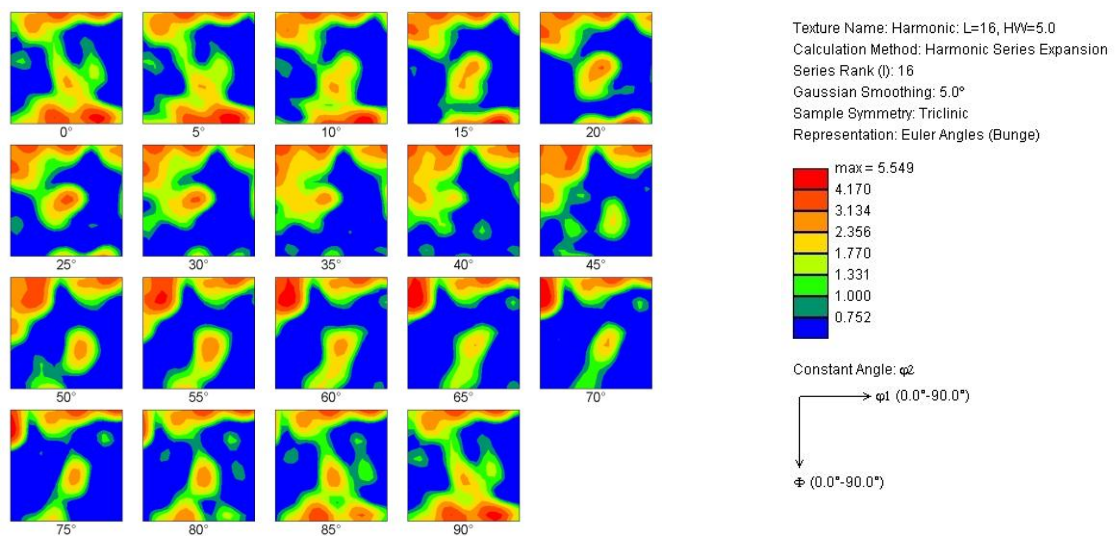 Texture Name: Harmonic: L=16, HW=5.0
Calculation Method: Harmonic Series Expansion
Series Rank (l): 16
Gaussian Smoothing: 5.0°
Sample Symmetry: Triclinic
Representation: Euler Angles (Bunge)
0° 5° 10° 15° 20°
25° 30° 35° 40° 45°
50° 55° 60° 65° 70°
75° 80° 85° 90°
max = 5.549
4.170
3.134
2.356
1.770
1.331
1.000
0.752
Constant Angle: φ2
φ1 (0.0°-90.0°)
Φ (0.0°-90.0°)